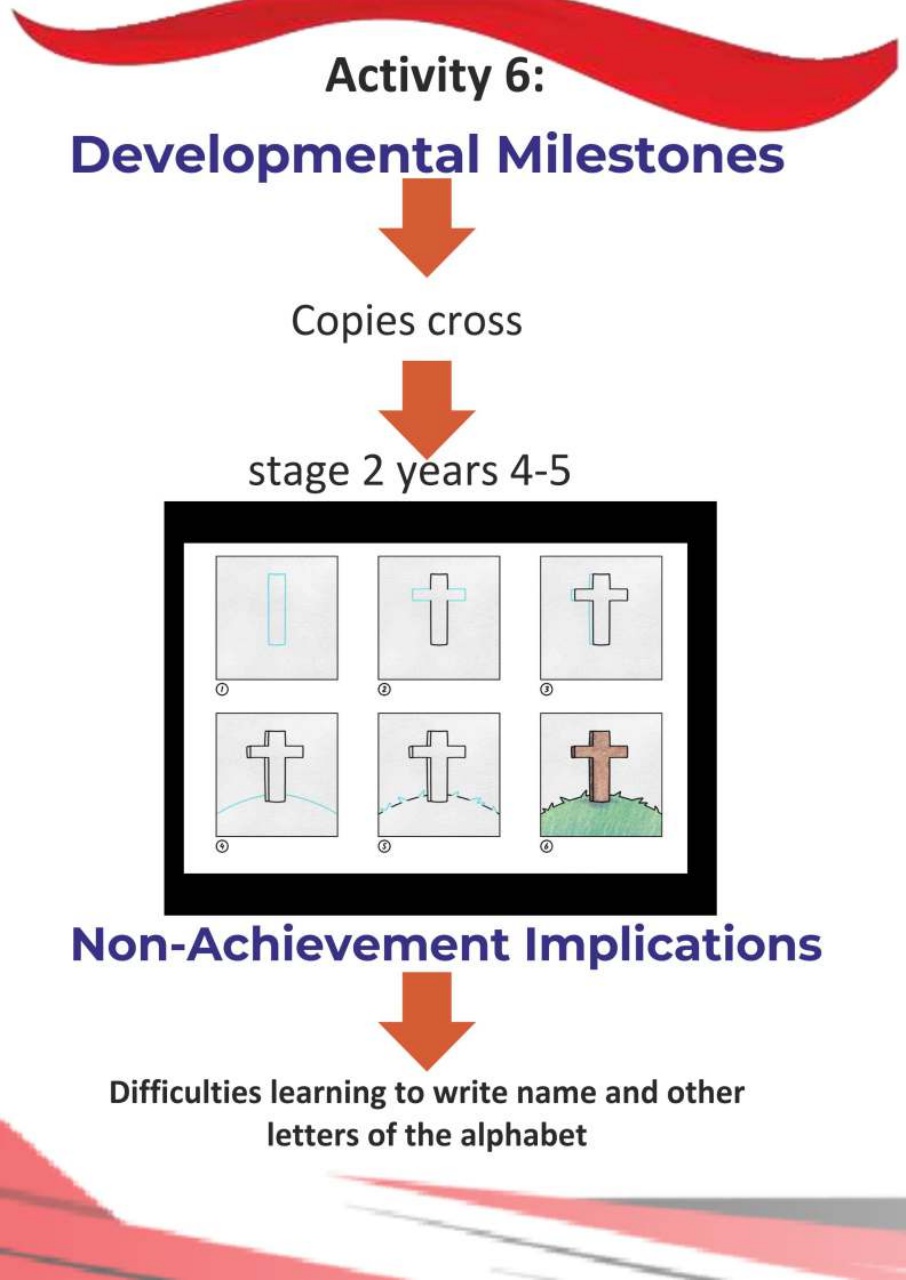 Activity 6:
Developmental Milestones
Copies cross
stage 2 years 4-5
1
2
3
4
5
6
Non-Achievement Implications
Difficulties learning to write name and other
letters of the alphabet